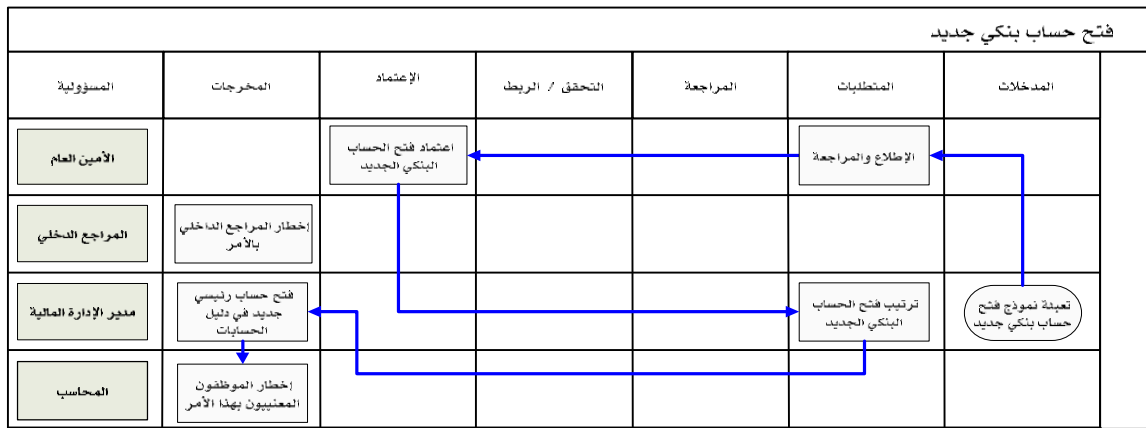 فتح حساب بنكي جديد
المدخلات
المتطلبات
المراجعة
التحقق / الربط
الإعتماد
المخرجات
المسؤولية
الإطلاع والمراجعة
اعتماد فتح الحساب
البنكي الجديد
الأمين العام
إخطار المراجع الداخلي
بالأمر
المراجع الدخلي
تعبئة نموذج فتح
حساب بنكي جديد
ترتيب فتح الحساب
البنكي الجديد
فتح حساب رئيسي
جديد في دليل
الحسابات
مدير الإدارة المالية
إخطار الموظفون
المعنييون بهذا الأمر
المحاسب